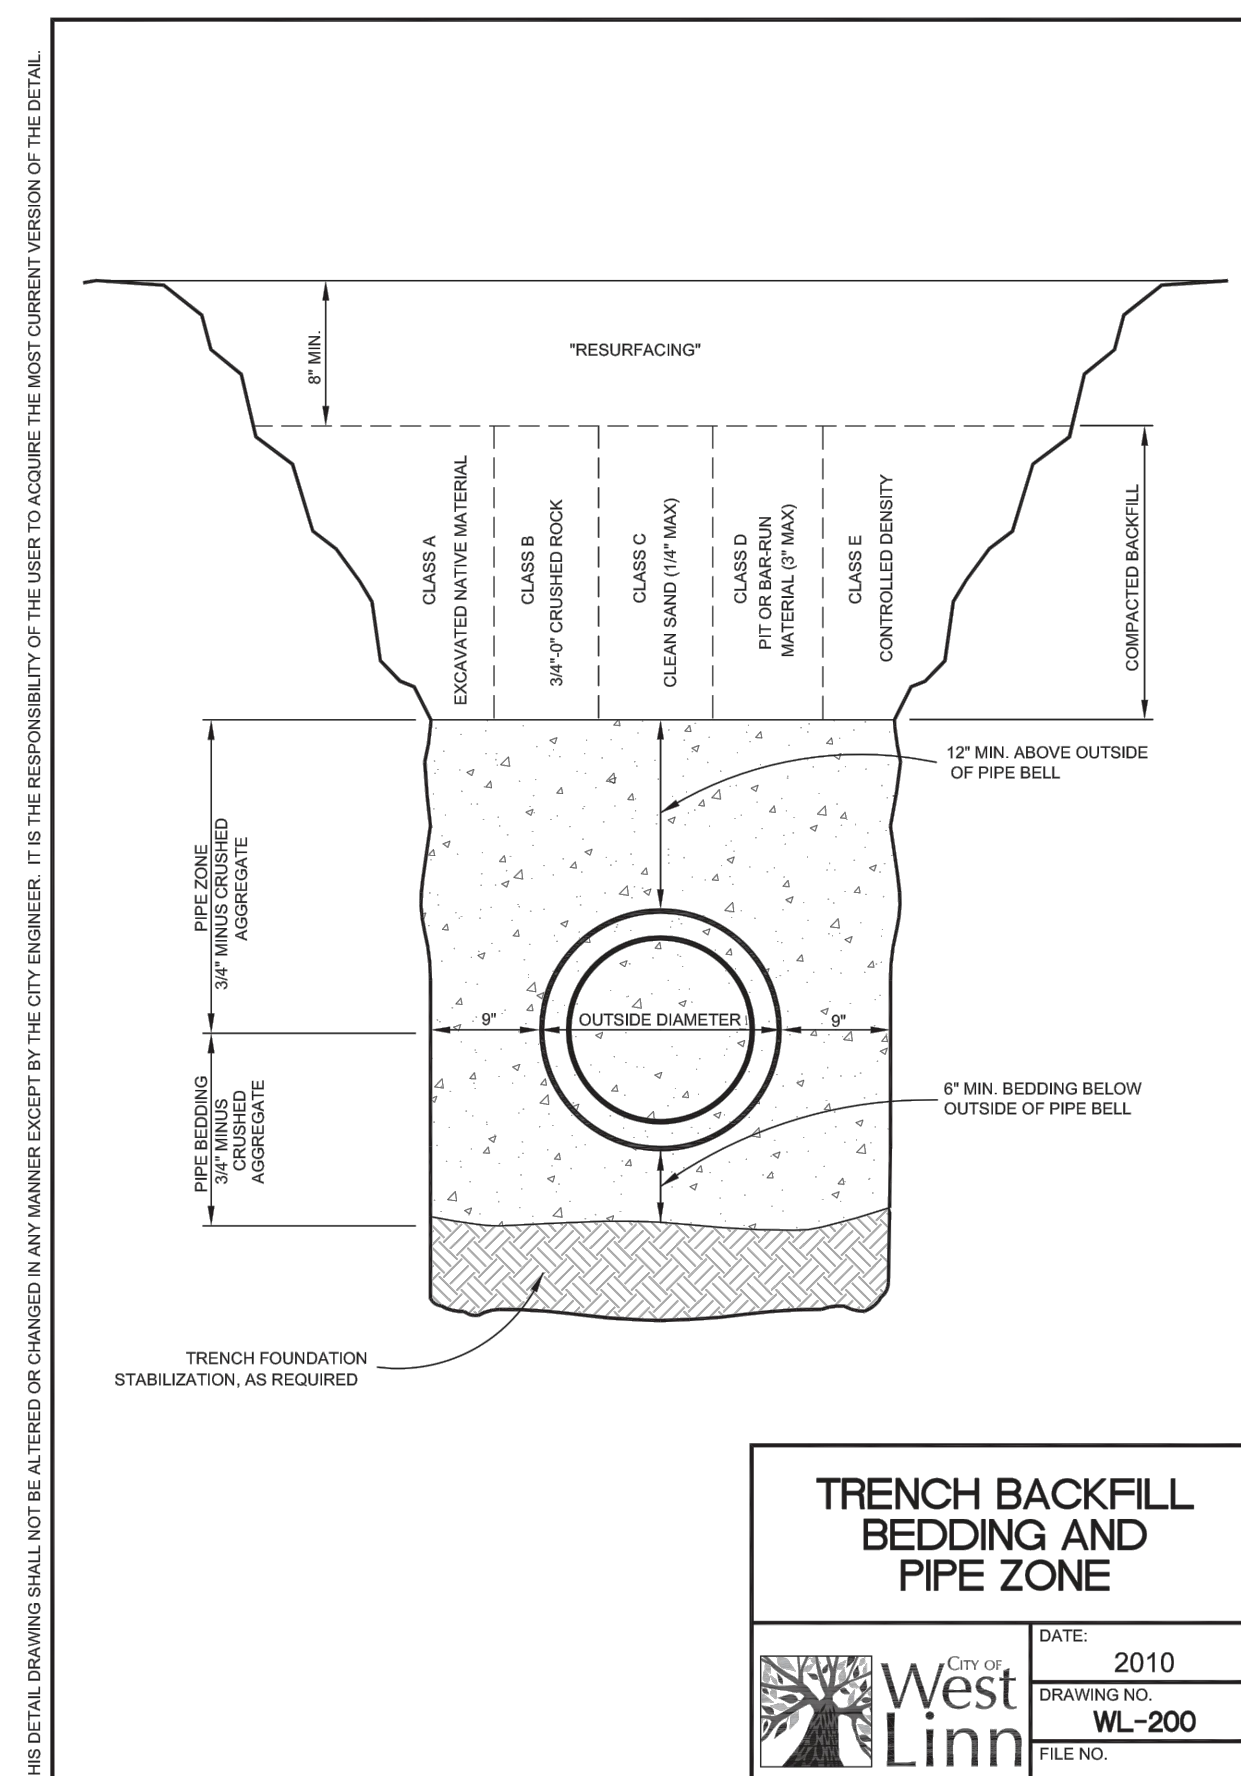 HIS DETAIL DRAWING SHALL NOT BE ALTERED OR CHANGED IN ANY MANNER EXCEPT BY THE CITY ENGINEER. IT IS THE RESPONSIBILITY OF THE USER TO ACQUIRE THE MOST CURRENT VERSION OF THE DETAIL.
8" MIN.
"RESURFACING"
CLASS A
EXCAVATED NATIVE MATERIAL
CLASS B
3/4"-0" CRUSHED ROCK
CLASS C
CLEAN SAND (1/4" MAX)
CLASS D
PIT OR BAR-RUN
MATERIAL (3" MAX)
CLASS E
CONTROLLED DENSITY
COMPACTED BACKFILL
12" MIN. ABOVE OUTSIDE
OF PIPE BELL
PIPE ZONE
3/4" MINUS CRUSHED
AGGREGATE
9"
OUTSIDE DIAMETER
9"
PIPE BEDDING
3/4" MINUS
CRUSHED
AGGREGATE
6" MIN. BEDDING BELOW
OUTSIDE OF PIPE BELL
TRENCH FOUNDATION
STABILIZATION, AS REQUIRED
TRENCH BACKFILL
BEDDING AND
PIPE ZONE
CITY OF
West
Linn
DATE:
2010
DRAWING NO.
WL-200
FILE NO.